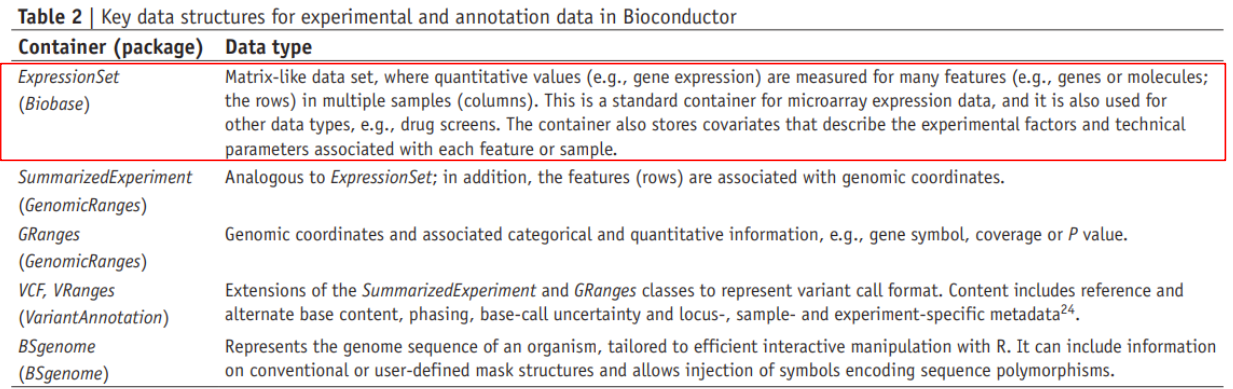 Table 2 | Key data structures for experimental and annotation data in Bioconductor
Container (package) Data type
ExpressionSet Matrix-like data set, where quantitative values (e.g., gene expression) are measured for many features (e.g., genes or molecules;
(Biobase) the rows) in multiple samples (columns). This is a standard container for microarray expression data, and it is also used for
other data types, e.g., drug screens. The container also stores covariates that describe the experimental factors and technical
parameters associated with each feature or sample.
SummarizedExperiment Analogous to ExpressionSet; in addition, the features (rows) are associated with genomic coordinates.
(GenomicRanges)
GRanges Genomic coordinates and associated categorical and quantitative information, e.g., gene symbol, coverage or P value.
(GenomicRanges)
VCF, VRanges Extensions of the SummarizedExperiment and GRanges classes to represent variant call format. Content includes reference and
(VariantAnnotation) alternate base content, phasing, base-call uncertainty and locus-, sample- and experiment-specific metadata24.
BSgenome Represents the genome sequence of an organism, tailored to efficient interactive manipulation with R. It can include information
(BSgenome) on conventional or user-defined mask structures and allows injection of symbols encoding sequence polymorphisms.